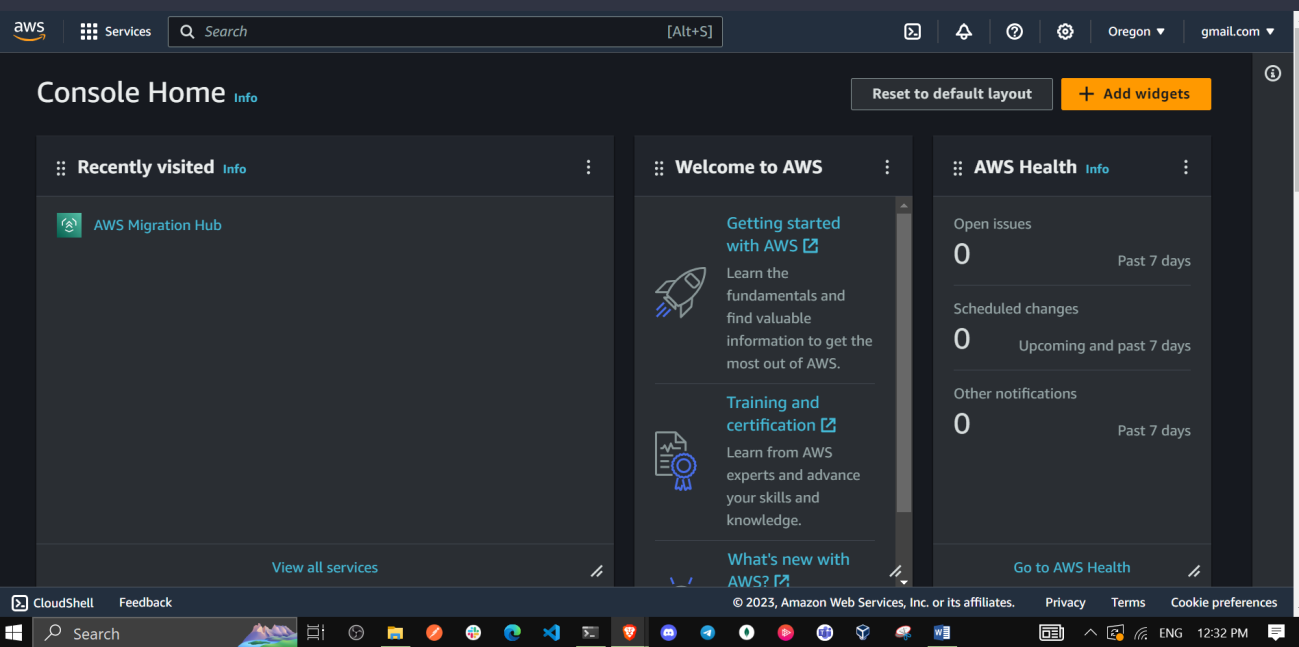 aws
Services
Search [Alt+S]
Oregon ▼
gmail.com ▼
Console Home Info
Reset to default layout
+ Add widgets
Recently visited Info
AWS Migration Hub
View all services
Welcome to AWS
Getting started
with AWS
Learn the
fundamentals and
find valuable
information to get the
most out of AWS.
Training and
certification
Learn from AWS
experts and advance
your skills and
knowledge.
What's new with
AWS?
AWS Health Info
Open issues
0 Past 7 days
Scheduled changes
0 Upcoming and past 7 days
Other notifications
0 Past 7 days
Go to AWS Health
CloudShell Feedback © 2023, Amazon Web Services, Inc. or its affiliates. Privacy Terms Cookie preferences
Search ENG 12:32 PM